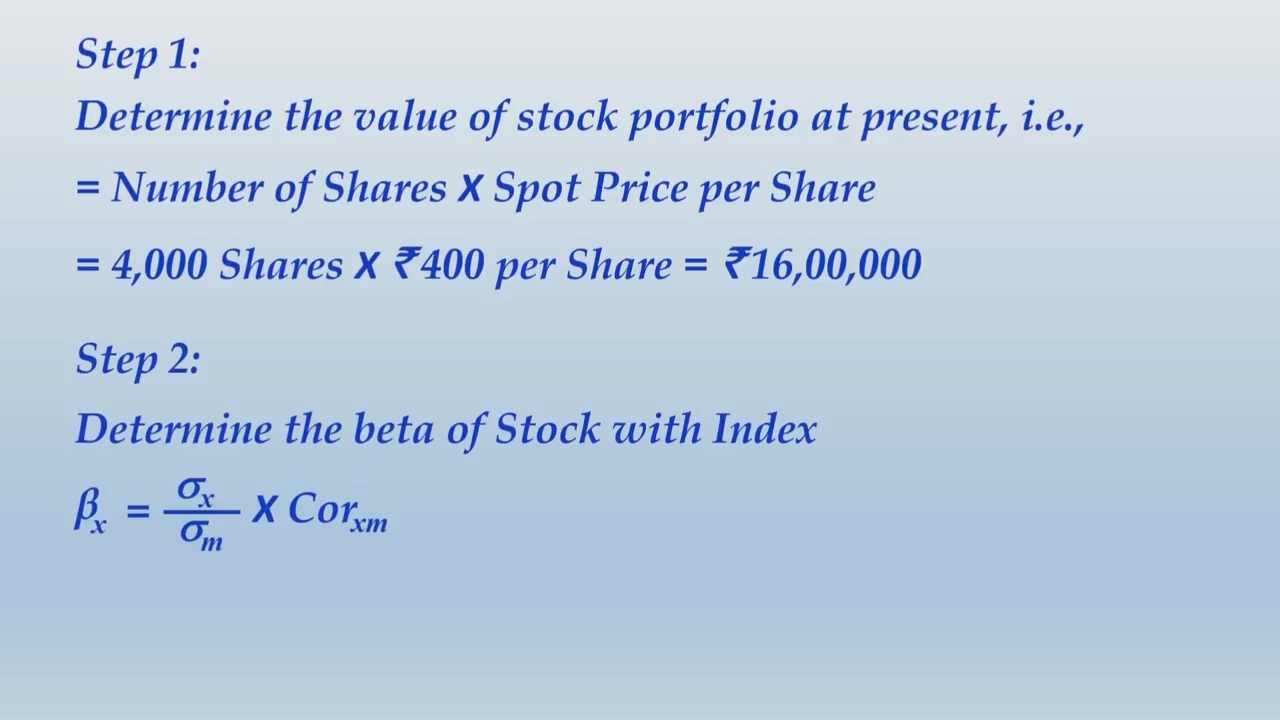 Step 1:
Determine the value of stock portfolio at present, i.e.,
= Number of Shares X Spot Price per Share
= 4,000 Shares X ₹400 per Share = ₹16,00,000
Step 2:
Determine the beta of Stock with Index
βₓ = σₓ/σₘ X Corₓₘ